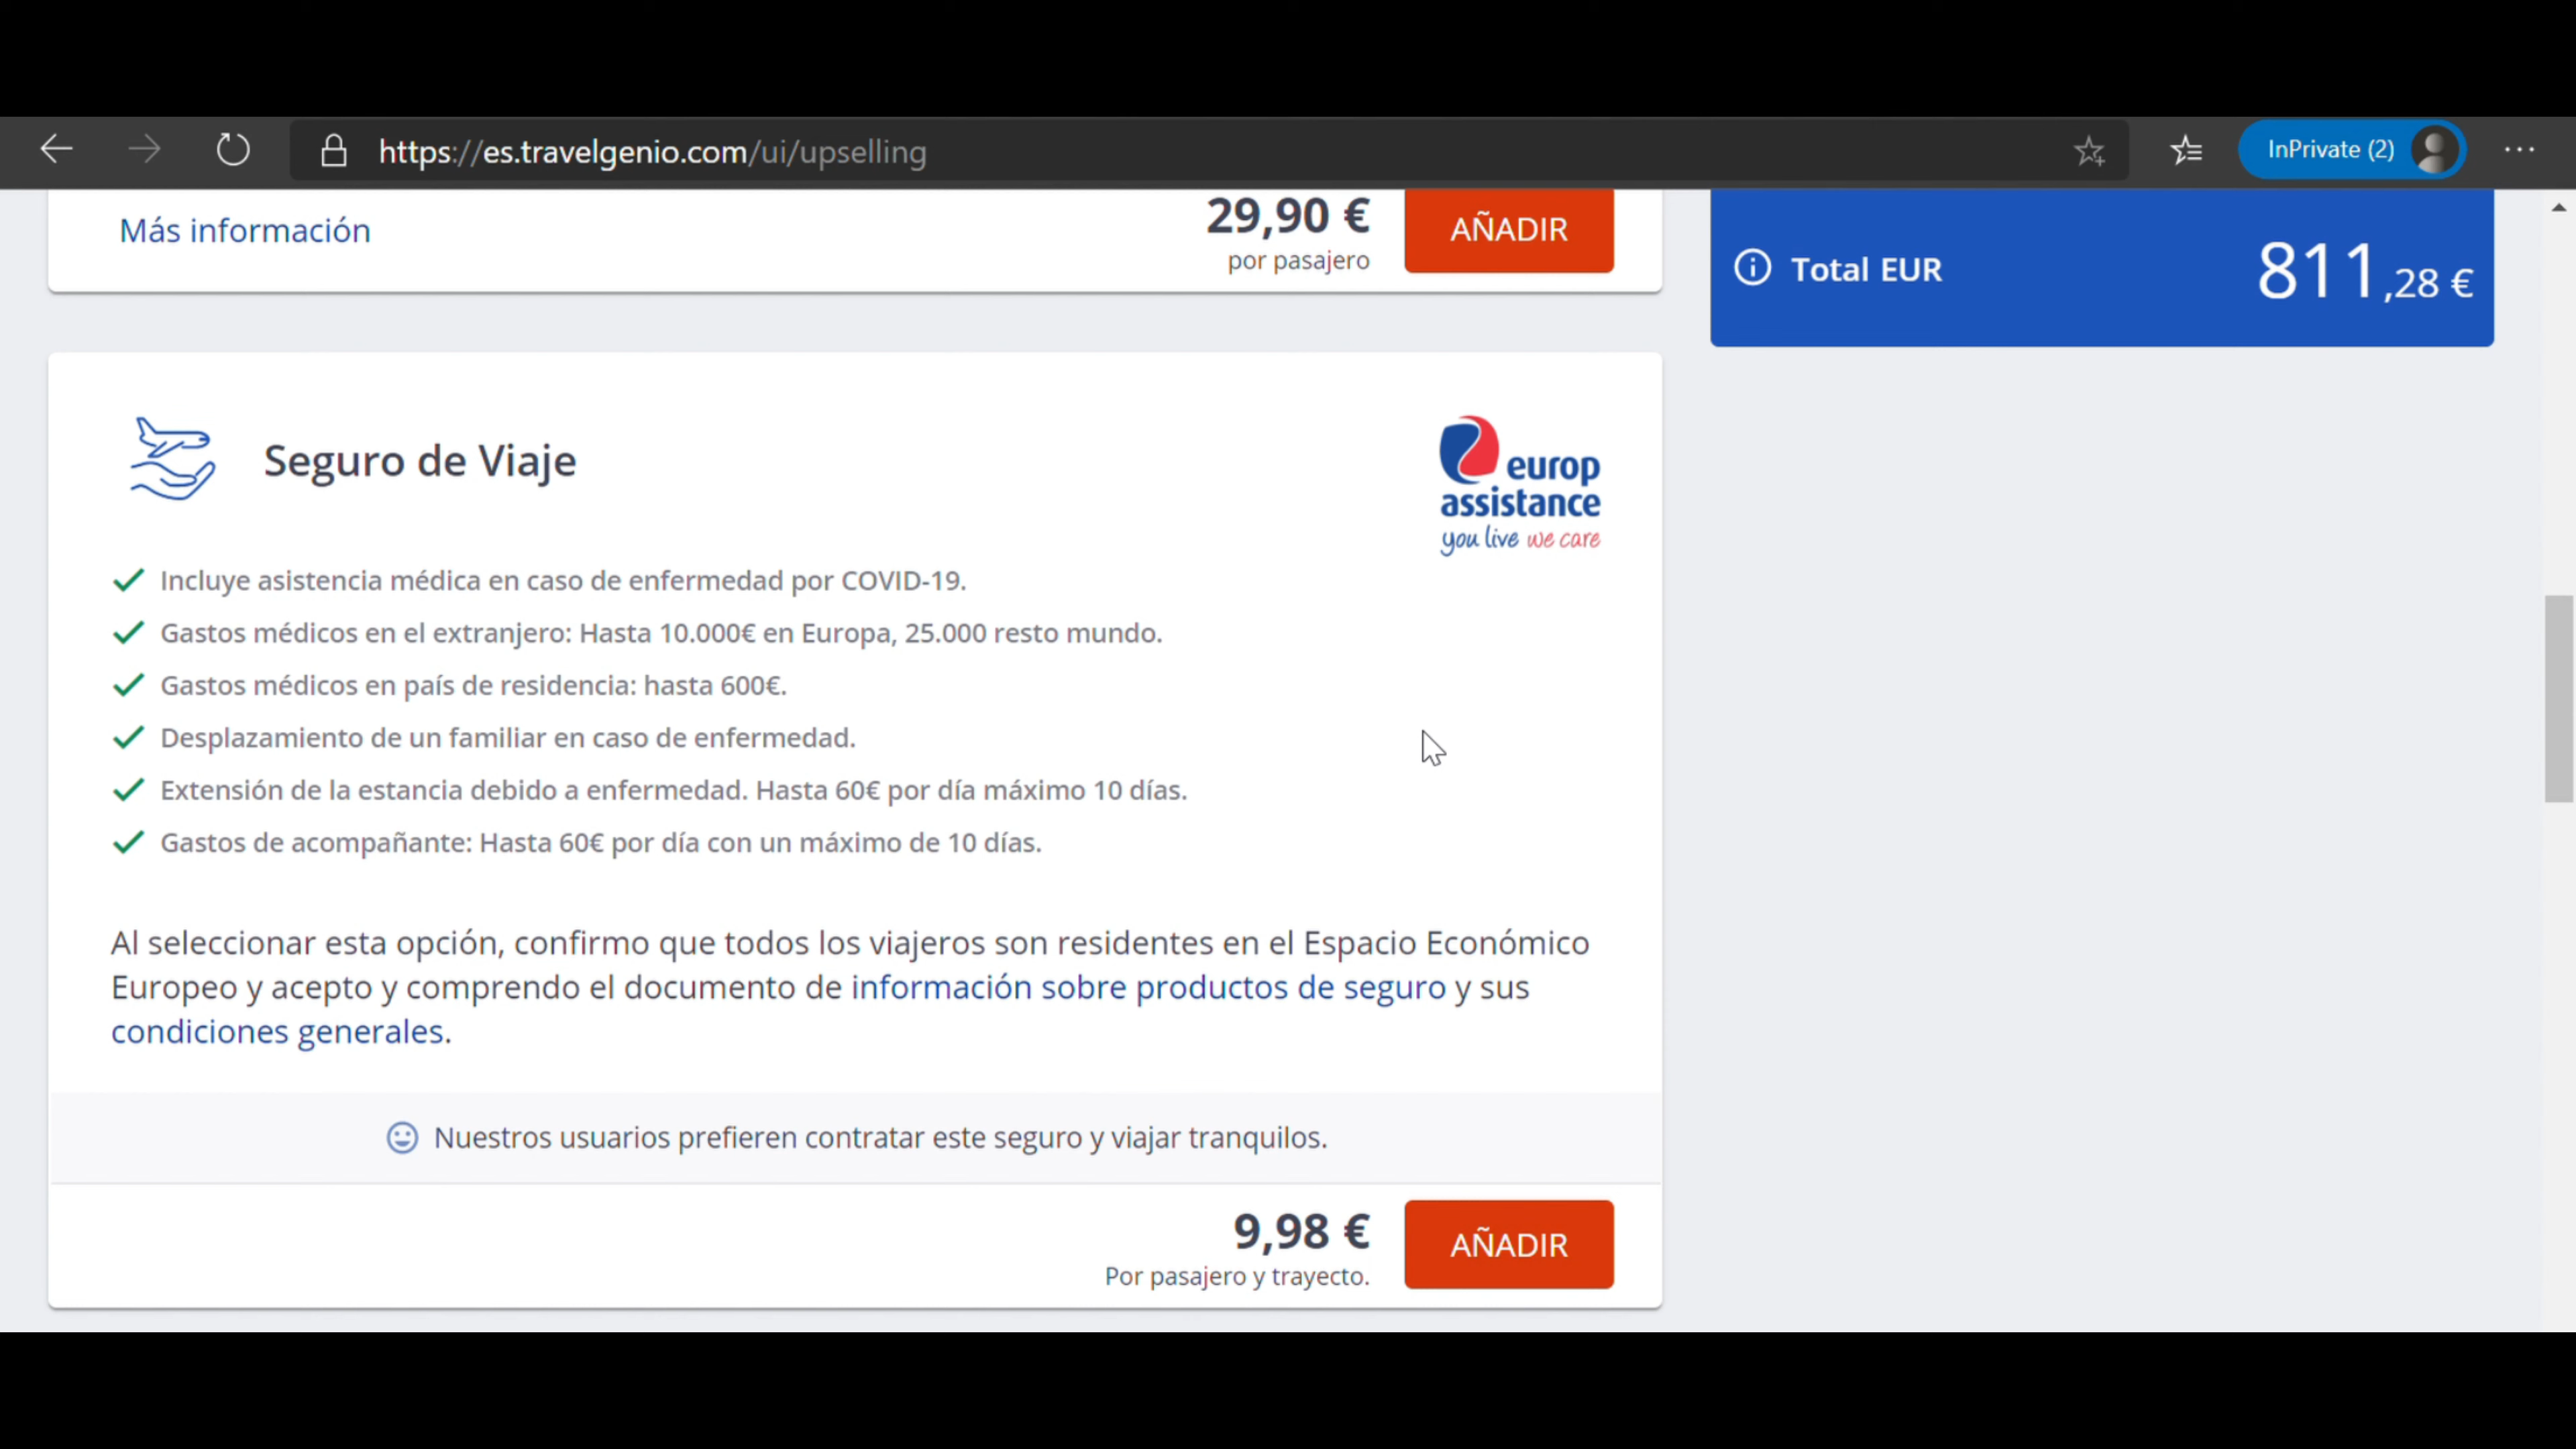 https://es.travelgenio.com/ui/upselling
InPrivate (2)
Más información
29,90 €
por pasajero
AÑADIR
Total EUR
811,28 €
Seguro de Viaje
europ
assistance
you live we care
Incluye asistencia médica en caso de enfermedad por COVID-19.
Gastos médicos en el extranjero: Hasta 10.000€ en Europa, 25.000 resto mundo.
Gastos médicos en país de residencia: hasta 600€.
Desplazamiento de un familiar en caso de enfermedad.
Extensión de la estancia debido a enfermedad. Hasta 60€ por día máximo 10 días.
Gastos de acompañante: Hasta 60€ por día con un máximo de 10 días.
Al seleccionar esta opción, confirmo que todos los viajeros son residentes en el Espacio Económico
Europeo y acepto y comprendo el documento de información sobre productos de seguro y sus
condiciones generales.
Nuestros usuarios prefieren contratar este seguro y viajar tranquilos.
9,98 €
Por pasajero y trayecto.
AÑADIR